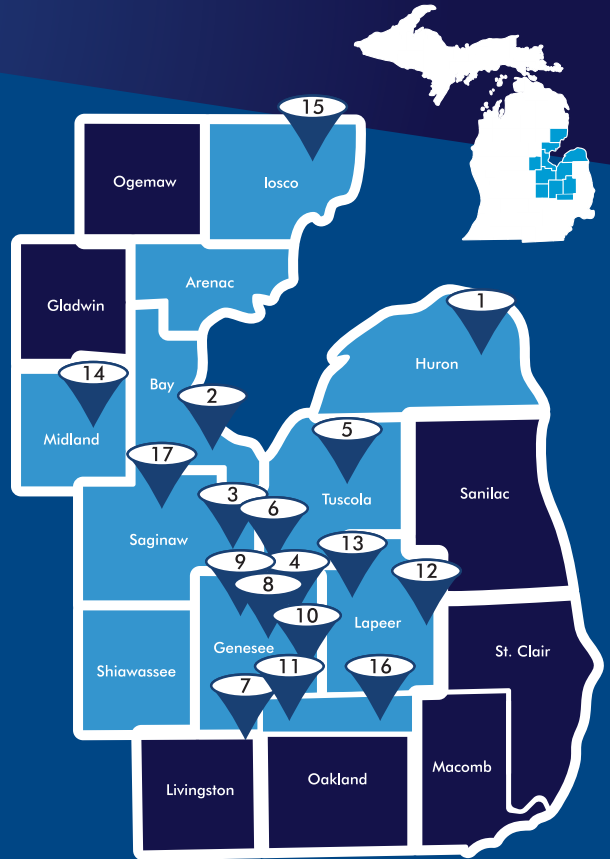 15
Ogemaw
Iosco
Arenac
Gladwin
1
Huron
14
Bay
2
Midland
5
17
Tuscola
Sanilac
3
6
Saginaw
13
9
4
12
8
10
Lapeer
Genesee
St. Clair
Shiawassee
11
16
7
Macomb
Oakland
Livingston